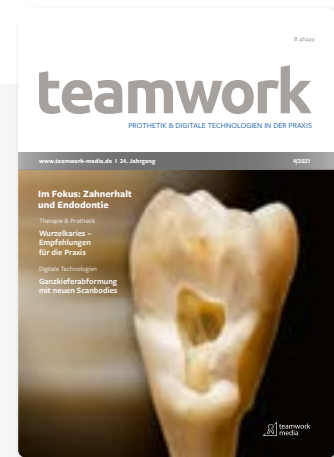 teamwork
PROTHETIK & DIGITALE TECHNOLOGIEN IN DER PRAXIS
www.teamwork-media.de I 24. Jahrgang
4/2021
Im Fokus: Zahnerhalt
und Endodontie
Therapie & Prothetik
Wurzelkaries –
Empfehlungen
für die Praxis
Digitale Technologien
Ganzkieferabformung
mit neuen Scanbodies
teamwork
media